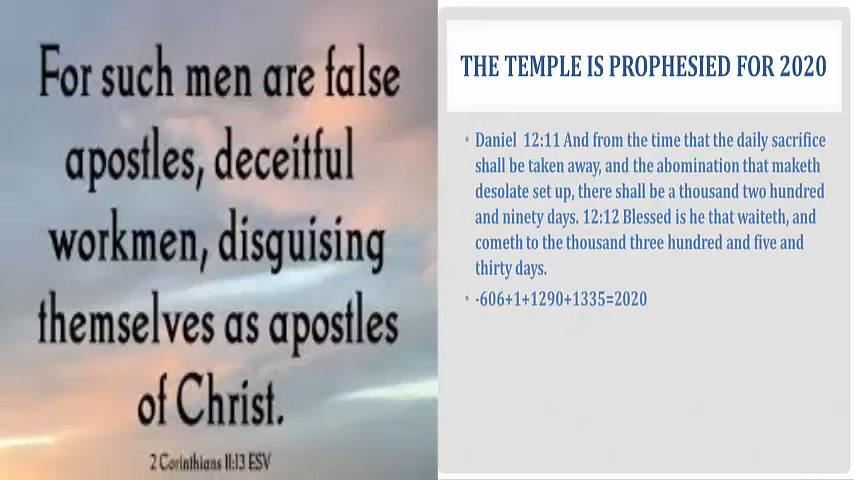 For such men are false
apostles, deceitful
workmen, disguising
themselves as apostles
of Christ.
2 Corinthians 11:13 ESV
THE TEMPLE IS PROPHESIED FOR 2020
• Daniel 12:11 And from the time that the daily sacrifice
shall be taken away, and the abomination that maketh
desolate set up, there shall be a thousand two hundred
and ninety days. 12:12 Blessed is he that waiteth, and
cometh to the thousand three hundred and five and
thirty days.
• -606+1+1290+1335=2020